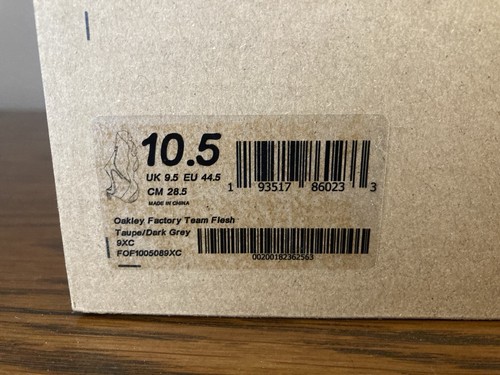 10.5
UK 9.5 EU 44.5
CM 28.5
MADE IN CHINA
1 93517 86023 3
Oakley Factory Team Flesh
Taupe/Dark Grey
9XC
FOF1005089XC
00200182362563